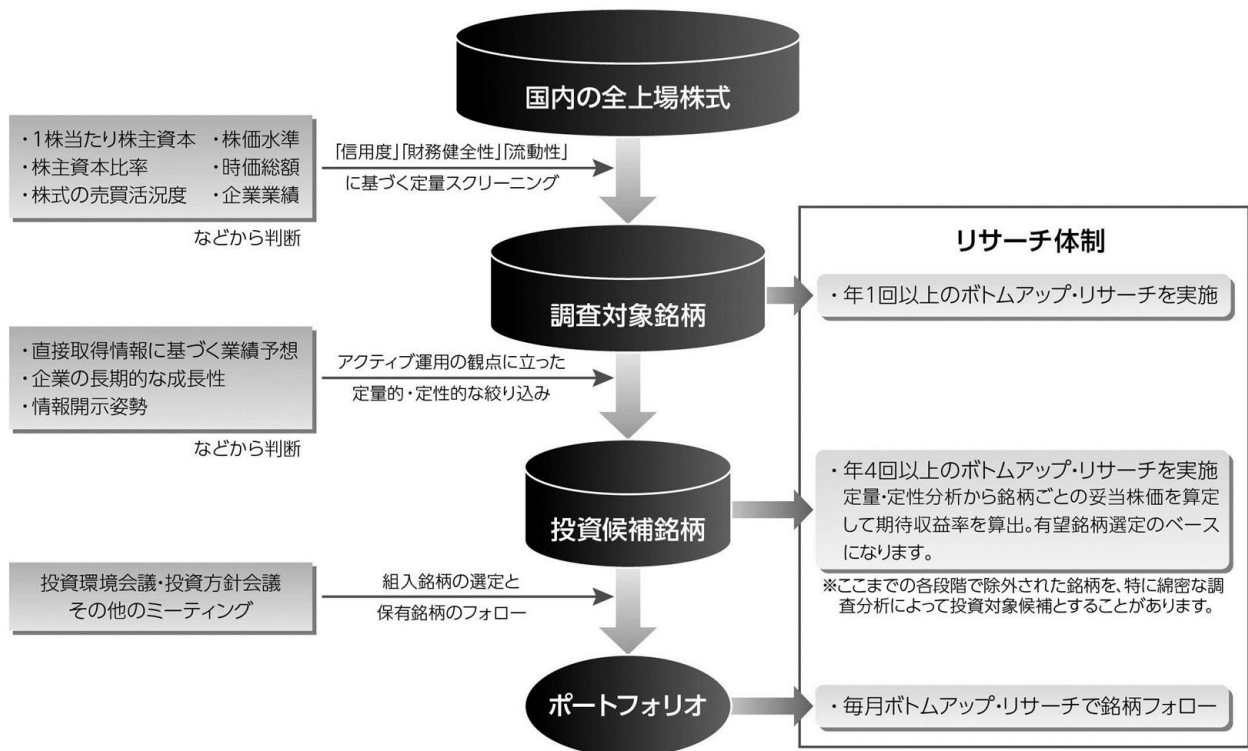 国内の全上場株式
・1株当たり株主資本 ・株価水準
・株主資本比率 ・時価総額
・株式の売買活況度 ・企業業績
などから判断
「信用度」「財務健全性」「流動性」
に基づく定量スクリーニング
リサーチ体制
調査対象銘柄
・年1回以上のボトムアップ・リサーチを実施
・直接取得情報に基づく業績予想
・企業の長期的な成長性
・情報開示姿勢
などから判断
アクティブ運用の観点に立った
定量的・定性的な絞り込み
投資候補銘柄
・年4回以上のボトムアップ・リサーチを実施
定量・定性分析から銘柄ごとの妥当株価を算定
して期待収益率を算出。有望銘柄選定のベース
になります。
※ここまでの各段階で除外された銘柄を、特に綿密な調
査分析によって投資対象候補とすることがあります。
投資環境会議・投資方針会議
その他のミーティング
組入銘柄の選定と
保有銘柄のフォロー
ポートフォリオ
・毎月ボトムアップ・リサーチで銘柄フォロー